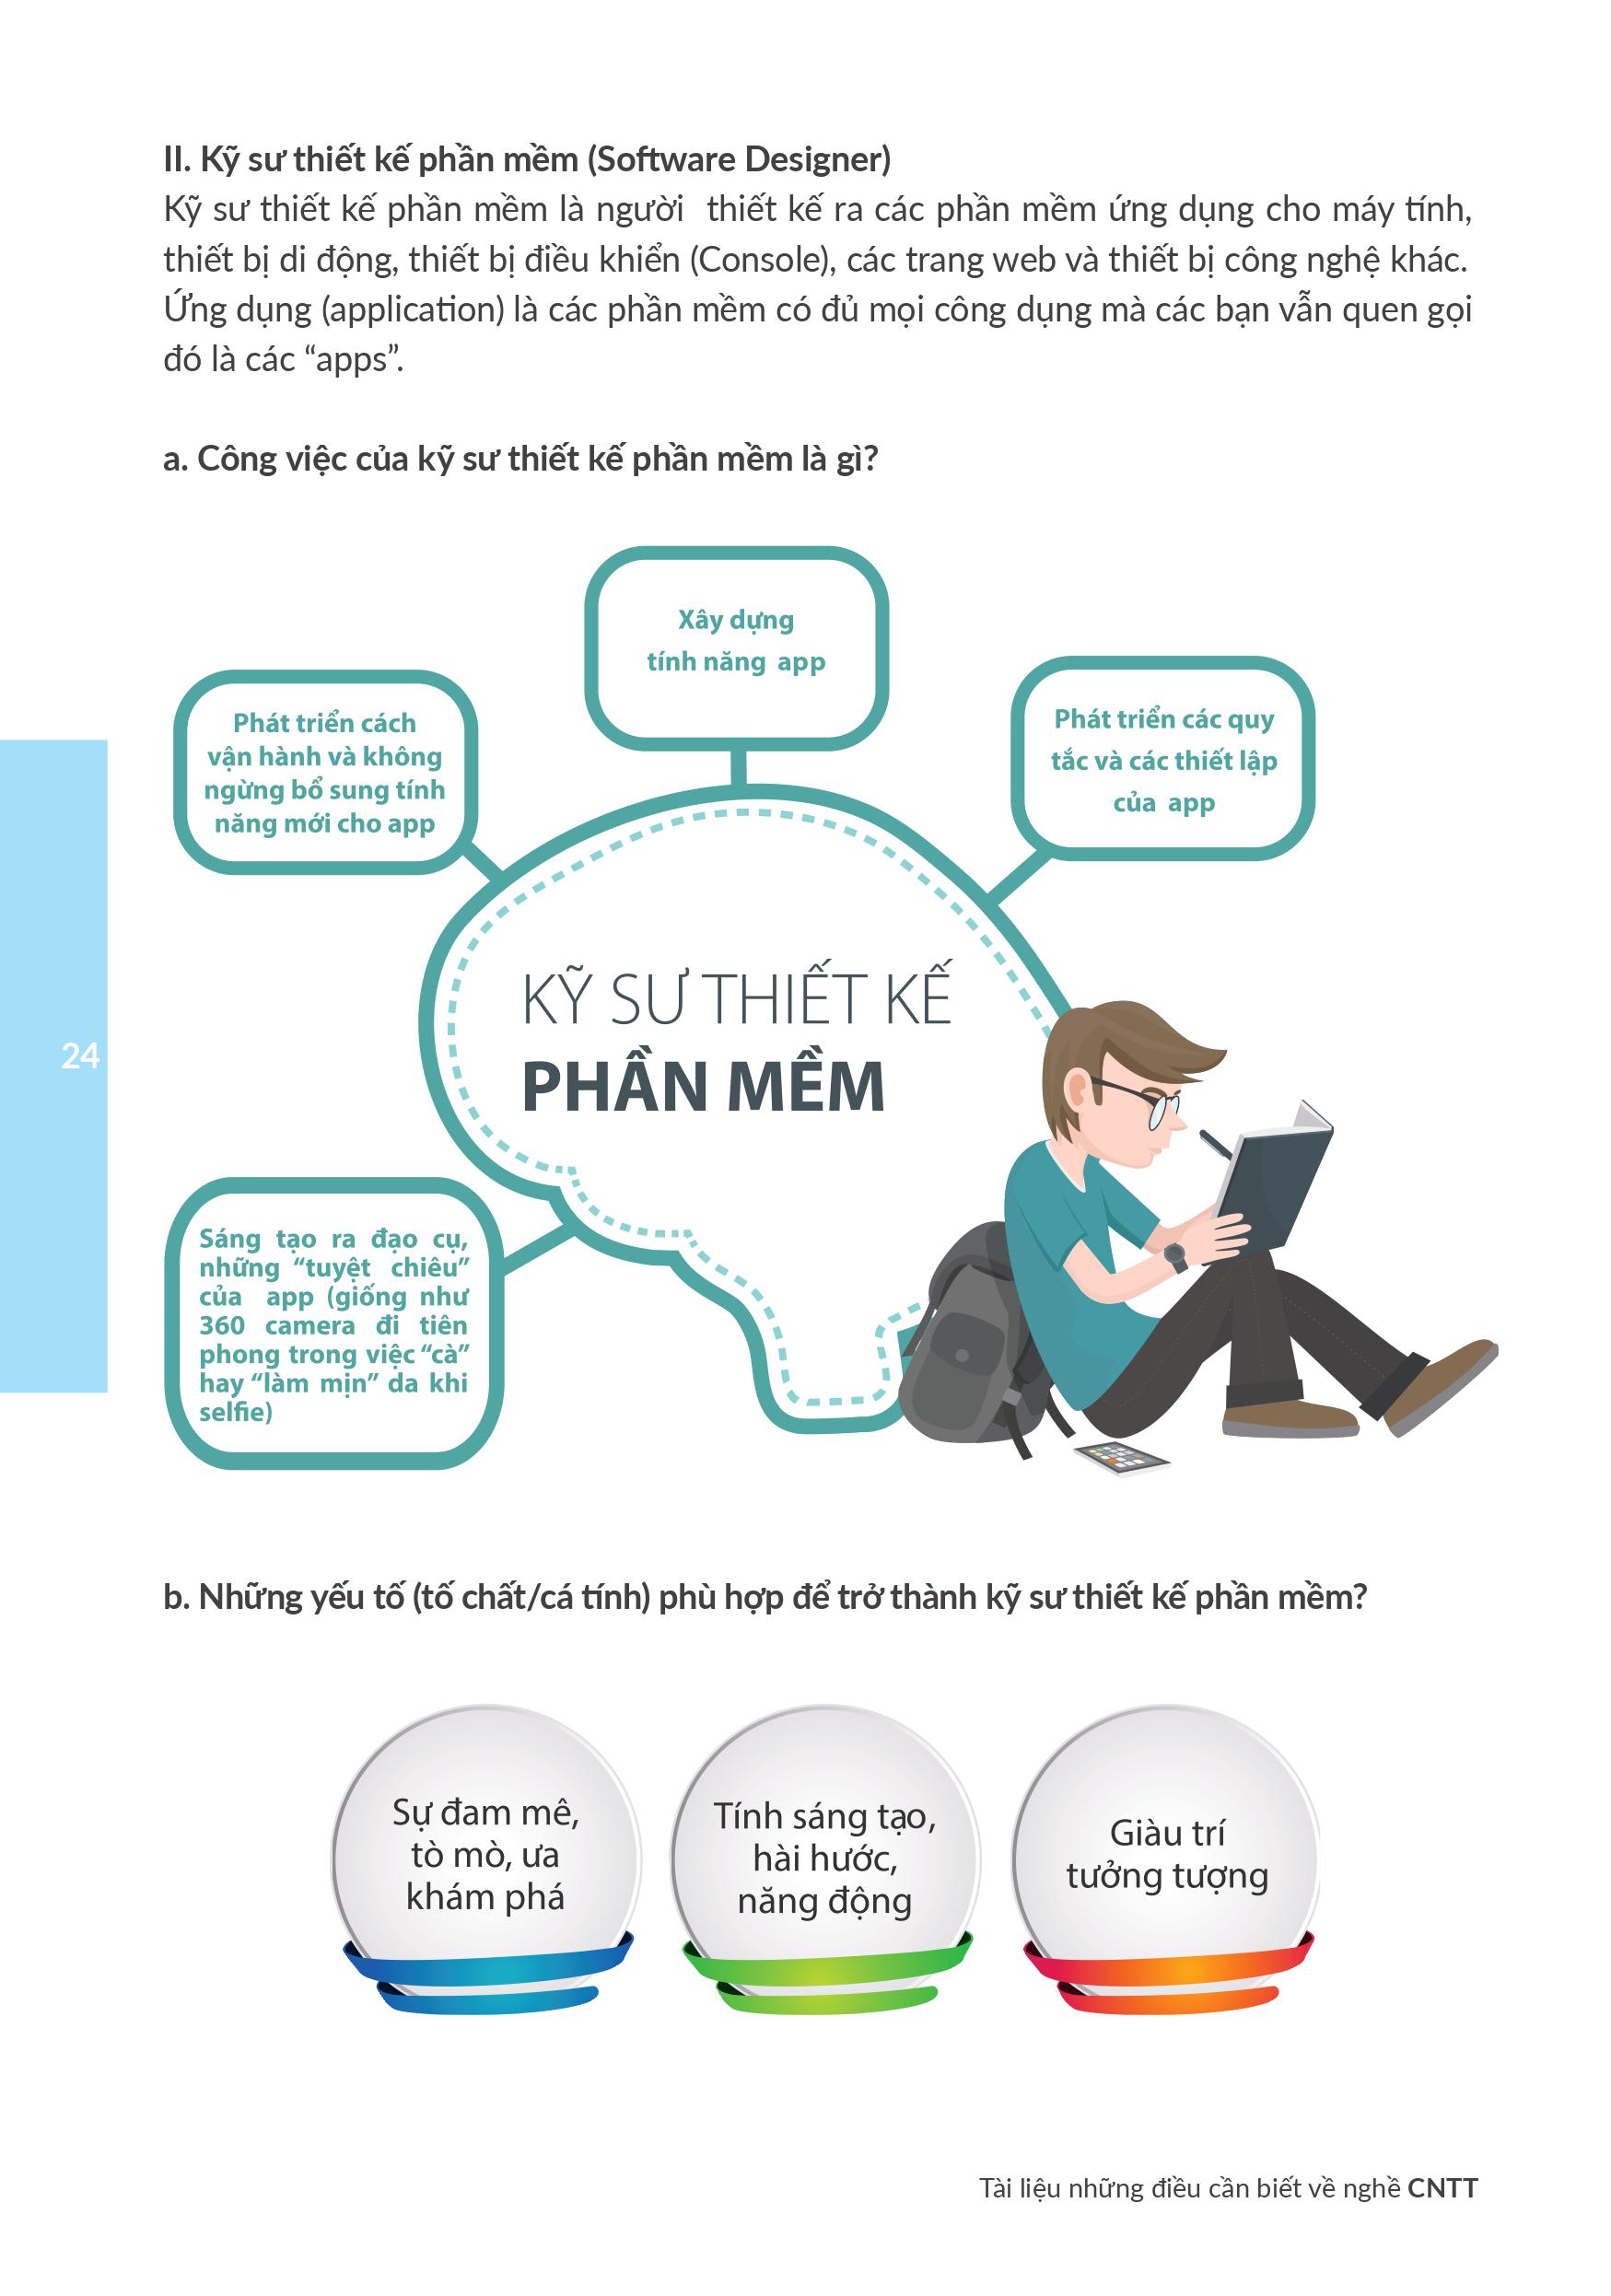 II. Kỹ sư thiết kế phần mềm (Software Designer)
Kỹ sư thiết kế phần mềm là người thiết kế ra các phần mềm ứng dụng cho máy tính,
thiết bị di động, thiết bị điều khiển (Console), các trang web và thiết bị công nghệ khác.
Ứng dụng (application) là các phần mềm có đủ mọi công dụng mà các bạn vẫn quen gọi
đó là các “apps”.
a. Công việc của kỹ sư thiết kế phần mềm là gì?
Xây dựng
tính năng app
Phát triển cách
vận hành và không
ngừng bổ sung tính
năng mới cho app
Phát triển các quy
tắc và các thiết lập
của app
KỸ SƯ THIẾT KẾ
PHẦN MỀM
24
Sáng tạo ra đạo cụ,
những “tuyệt chiêu”
của app (giống như
360 camera đi tiên
phong trong việc “cà”
hay “làm mịn” da khi
selfie)
b. Những yếu tố (tố chất/cá tính) phù hợp để trở thành kỹ sư thiết kế phần mềm?
Sự đam mê,
tò mò, ưa
khám phá
Tính sáng tạo,
hài hước,
năng động
Giàu trí
tưởng tượng
Tài liệu những điều cần biết về nghề CNTT